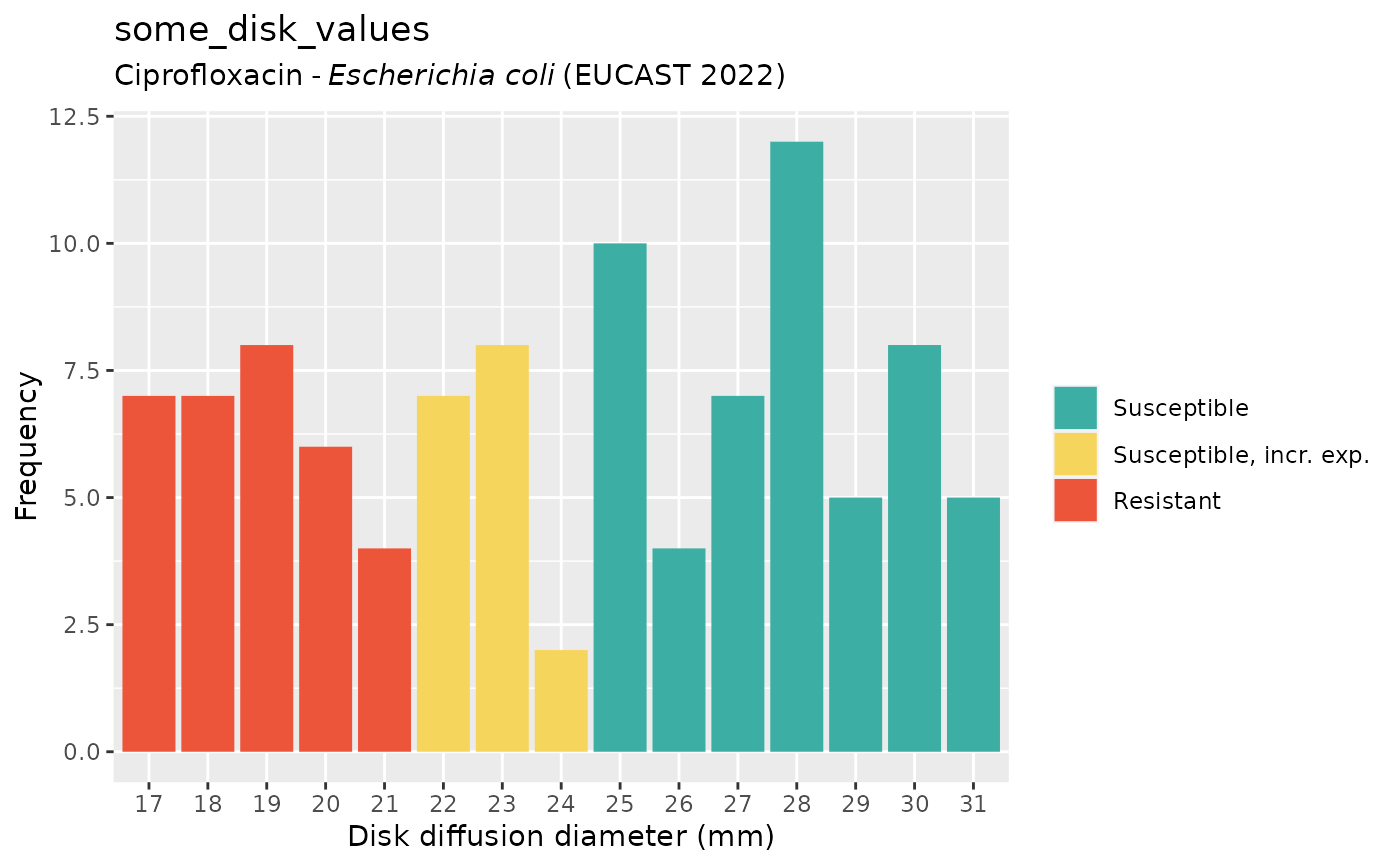 some_disk_values
Ciprofloxacin - Escherichia coli (EUCAST 2022)
Frequency
12.5
10.0
7.5
5.0
2.5
0.0
17 18 19 20 21 22 23 24 25 26 27 28 29 30 31
Disk diffusion diameter (mm)
Susceptible
Susceptible, incr. exp.
Resistant